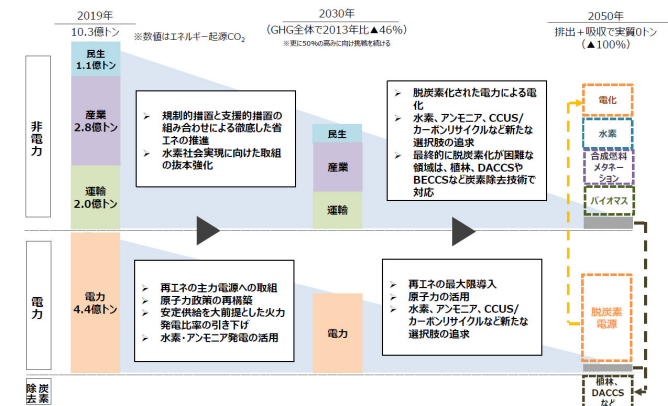 2019年
10.3億トン
※数値はエネルギー起源CO₂
2030年
(GHG全体で2013年比▲46%)
※更に50%の高みに向け挑戦を続ける
2050年
排出+吸収で実質0トン
(▲100%)
非電力
民生
1.1億トン
産業
2.8億トン
運輸
2.0億トン
➢ 規制的措置と支援的措置の
組み合わせによる徹底した省
エネの推進
➢ 水素社会実現に向けた取組
の抜本強化
民生
産業
運輸
➢ 脱炭素化された電力による電
化
➢ 水素、アンモニア、CCUS/
カーボンリサイクルなど新たな
選択肢の追求
➢ 最終的に脱炭素化が困難な
領域は、植林、DACCSや
BECCSなど炭素除去技術で
対応
電化
水素
合成燃料
メタネー
ション
バイオマス
電力
電力
4.4億トン
➢ 再エネの主力電源への取組
➢ 原子力政策の再構築
➢ 安定供給を大前提とした火力
発電比率の引き下げ
➢ 水素・アンモニア発電の活用
電力
➢ 再エネの最大限導入
➢ 原子力の活用
➢ 水素、アンモニア、CCUS/
カーボンリサイクルなど新たな
選択肢の追求
脱炭素
電源
炭素除去
植林、
DACCS
など